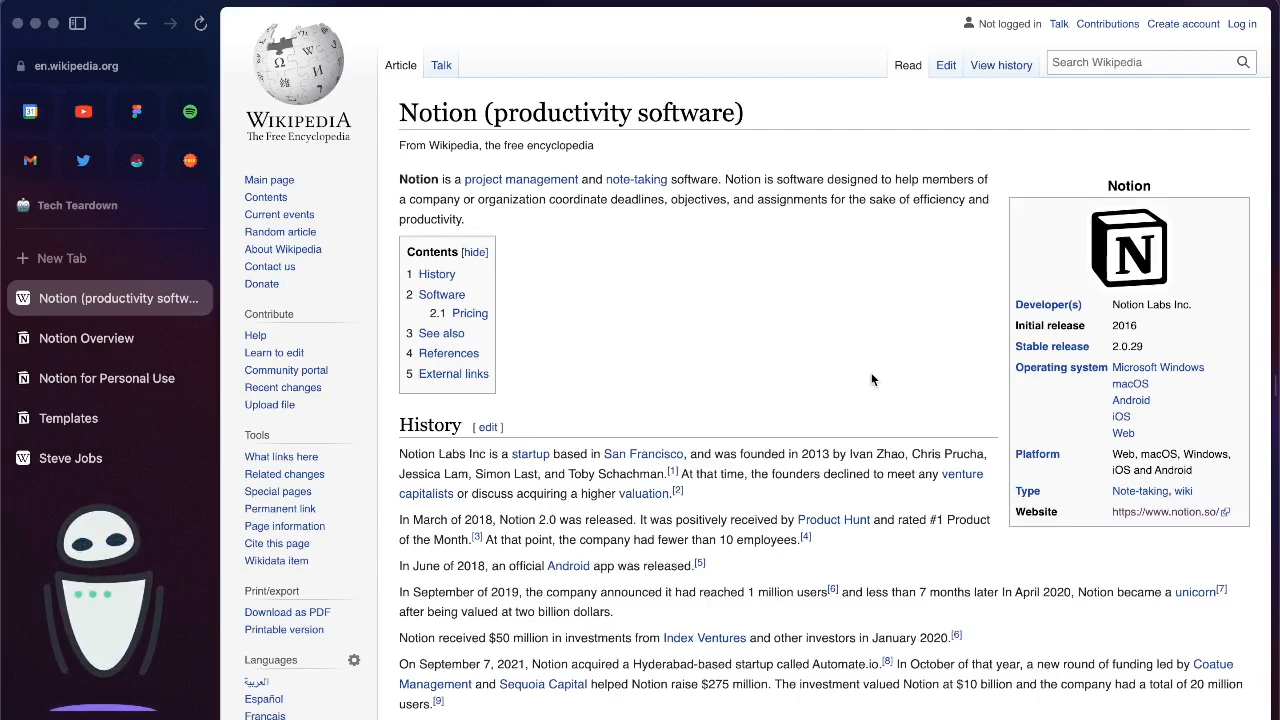 en.wikipedia.org
31
Tech Teardown
New Tab
Notion (productivity softw...
Notion Overview
Notion for Personal Use
Templates
Steve Jobs
WIKIPEDIA
The Free Encyclopedia
Main page
Contents
Current events
Random article
About Wikipedia
Contact us
Donate
Contribute
Help
Learn to edit
Community portal
Recent changes
Upload file
Tools
What links here
Related changes
Special pages
Permanent link
Page information
Cite this page
Wikidata item
Print/export
Download as PDF
Printable version
Languages
العربية
Español
Français
Not logged in Talk Contributions Create account Log in
Article Talk Read Edit View history Search Wikipedia
Notion (productivity software)
From Wikipedia, the free encyclopedia
Notion is a project management and note-taking software. Notion is software designed to help members of
a company or organization coordinate deadlines, objectives, and assignments for the sake of efficiency and
productivity.
Contents [hide]
1 History
2 Software
2.1 Pricing
3 See also
4 References
5 External links
Notion
N
Developer(s) Notion Labs Inc.
Initial release 2016
Stable release 2.0.29
Operating system Microsoft Windows
macOS
Android
iOS
Web
Platform Web, macOS, Windows,
iOS and Android
Type Note-taking, wiki
Website https://www.notion.so/
History [ edit ]
Notion Labs Inc is a startup based in San Francisco, and was founded in 2013 by Ivan Zhao, Chris Prucha,
Jessica Lam, Simon Last, and Toby Schachman.[1] At that time, the founders declined to meet any venture
capitalists or discuss acquiring a higher valuation.[2]
In March of 2018, Notion 2.0 was released. It was positively received by Product Hunt and rated #1 Product
of the Month.[3] At that point, the company had fewer than 10 employees.[4]
In June of 2018, an official Android app was released.[5]
In September of 2019, the company announced it had reached 1 million users[6] and less than 7 months later In April 2020, Notion became a unicorn[7]
after being valued at two billion dollars.
Notion received $50 million in investments from Index Ventures and other investors in January 2020.[6]
On September 7, 2021, Notion acquired a Hyderabad-based startup called Automate.io.[8] In October of that year, a new round of funding led by Coatue
Management and Sequoia Capital helped Notion raise $275 million. The investment valued Notion at $10 billion and the company had a total of 20 million
users.[9]